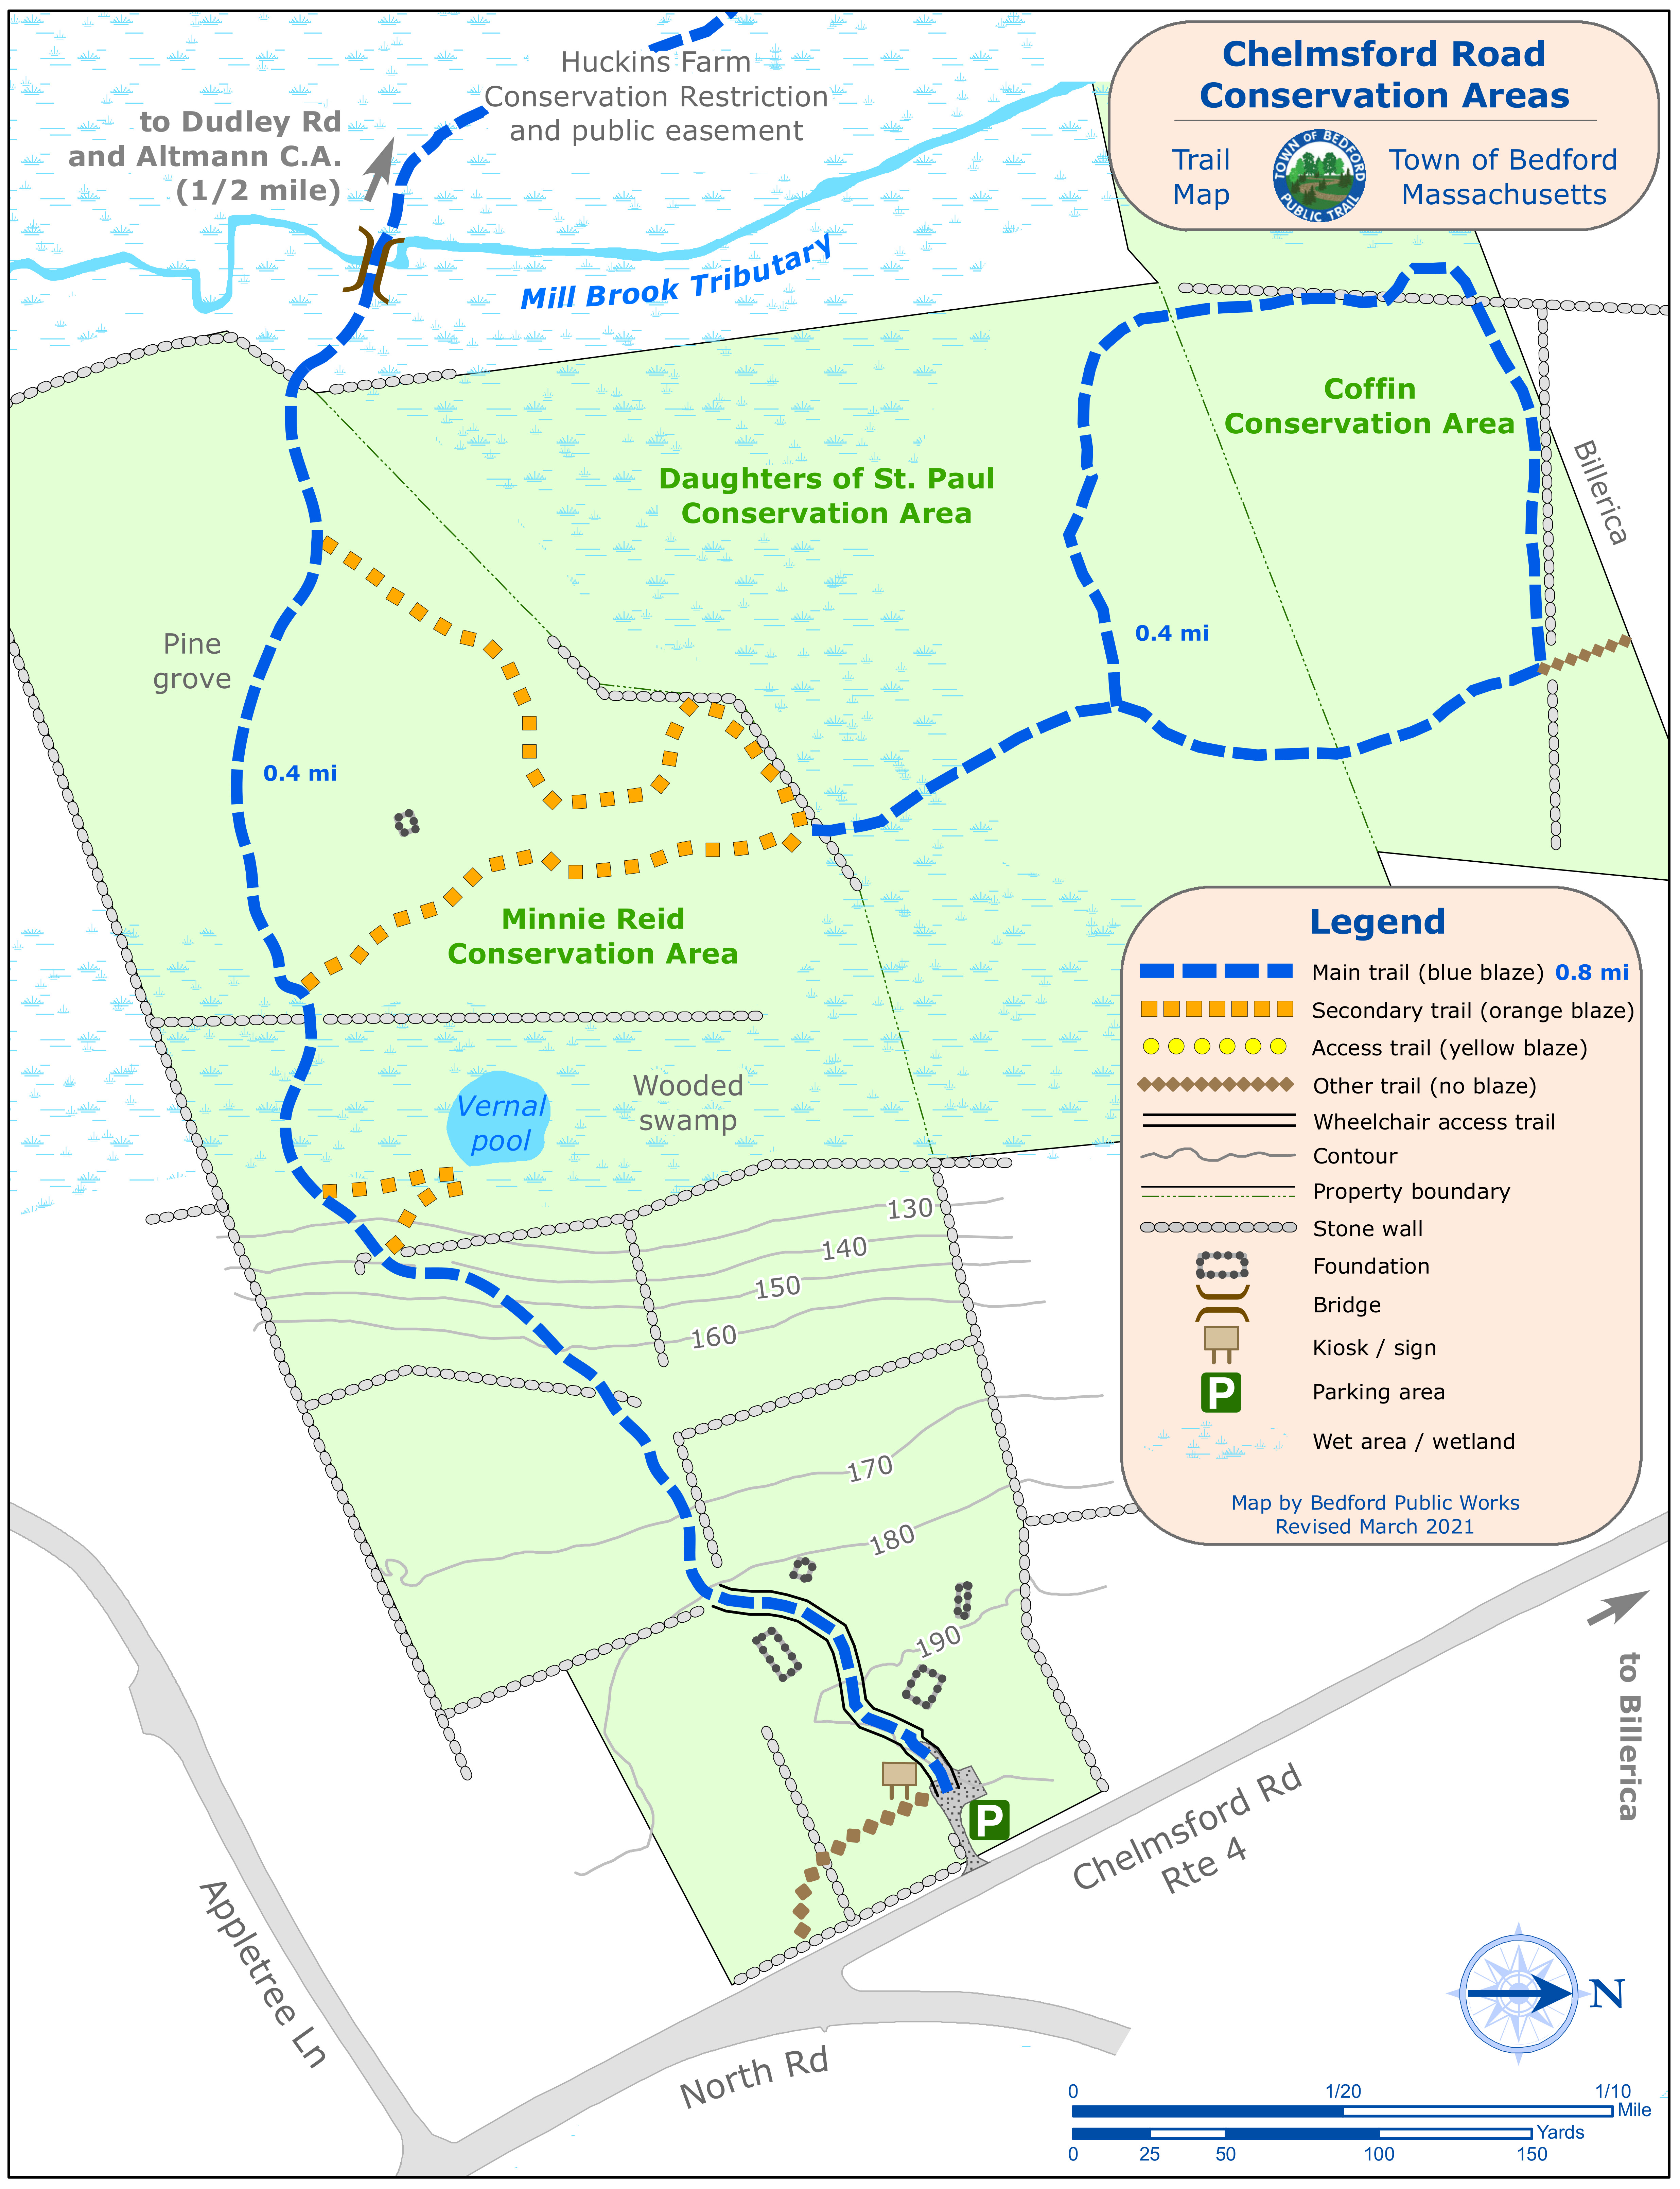 Chelmsford Road
Conservation Areas
Trail
Map
TOWN OF BEDFORD
PUBLIC TRAIL
Town of Bedford
Massachusetts
Huckins Farm
Conservation Restriction
and public easement
to Dudley Rd
and Altmann C.A.
(1/2 mile)
Mill Brook Tributary
Coffin
Conservation Area
Daughters of St. Paul
Conservation Area
Billerica
0.4 mi
Pine
grove
0.4 mi
Minnie Reid
Conservation Area
Vernal
pool
Wooded
swamp
130
140
150
160
170
180
190
Legend
Main trail (blue blaze) 0.8 mi
Secondary trail (orange blaze)
Access trail (yellow blaze)
Other trail (no blaze)
Wheelchair access trail
Contour
Property boundary
Stone wall
Foundation
Bridge
Kiosk / sign
P
Parking area
Wet area / wetland
Map by Bedford Public Works
Revised March 2021
to Billerica
P
Chelmsford Rd
Rte 4
Appletree Ln
North Rd
N
0 1/20 1/10
Mile
Yards
0 25 50 100 150